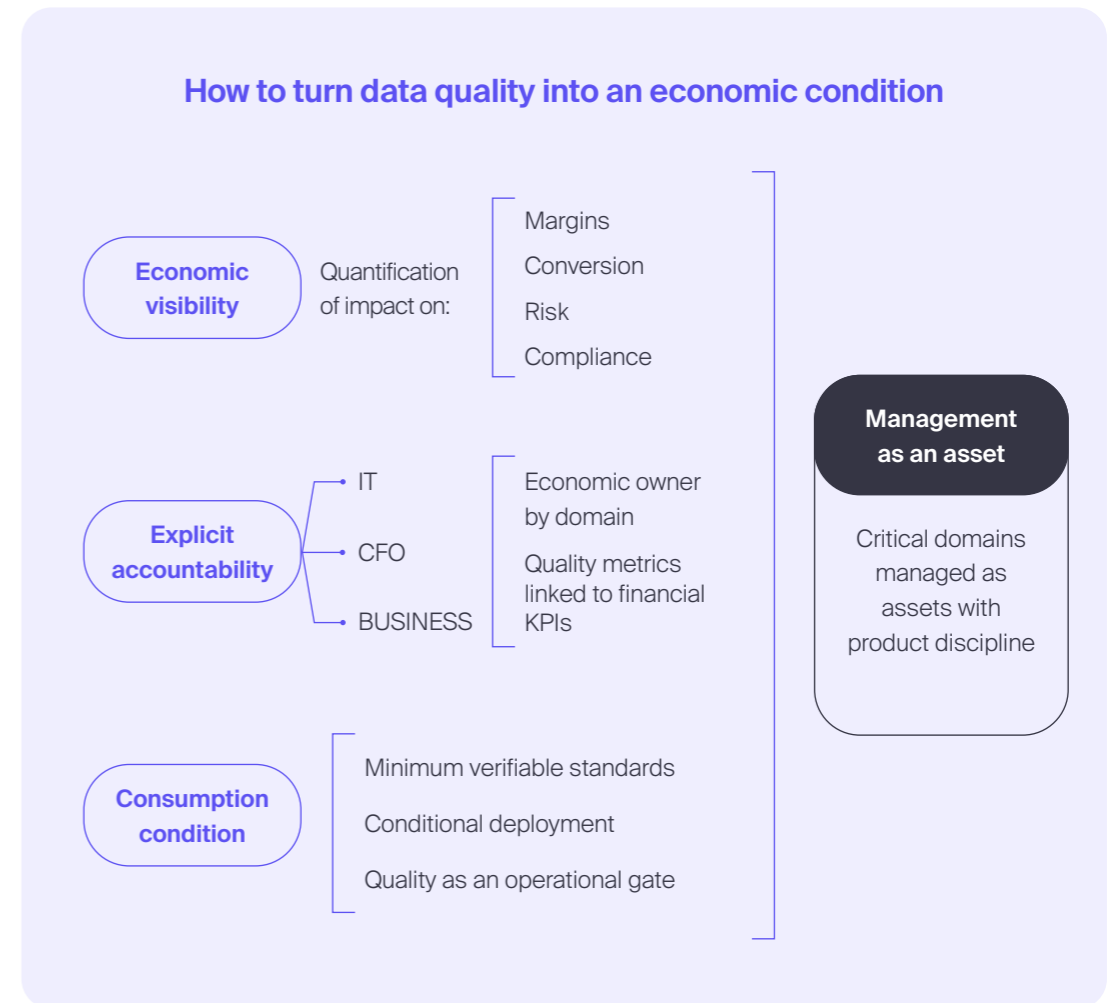 How to turn data quality into an economic condition
Economic
visibility
Quantification
of impact on:
Margins
Conversion
Risk
Compliance
Explicit
accountability
IT
CFO
BUSINESS
Economic owner
by domain
Quality metrics
linked to financial
KPIs
Consumption
condition
Minimum verifiable standards
Conditional deployment
Quality as an operational gate
Management
as an asset
Critical domains
managed as
assets with
product discipline